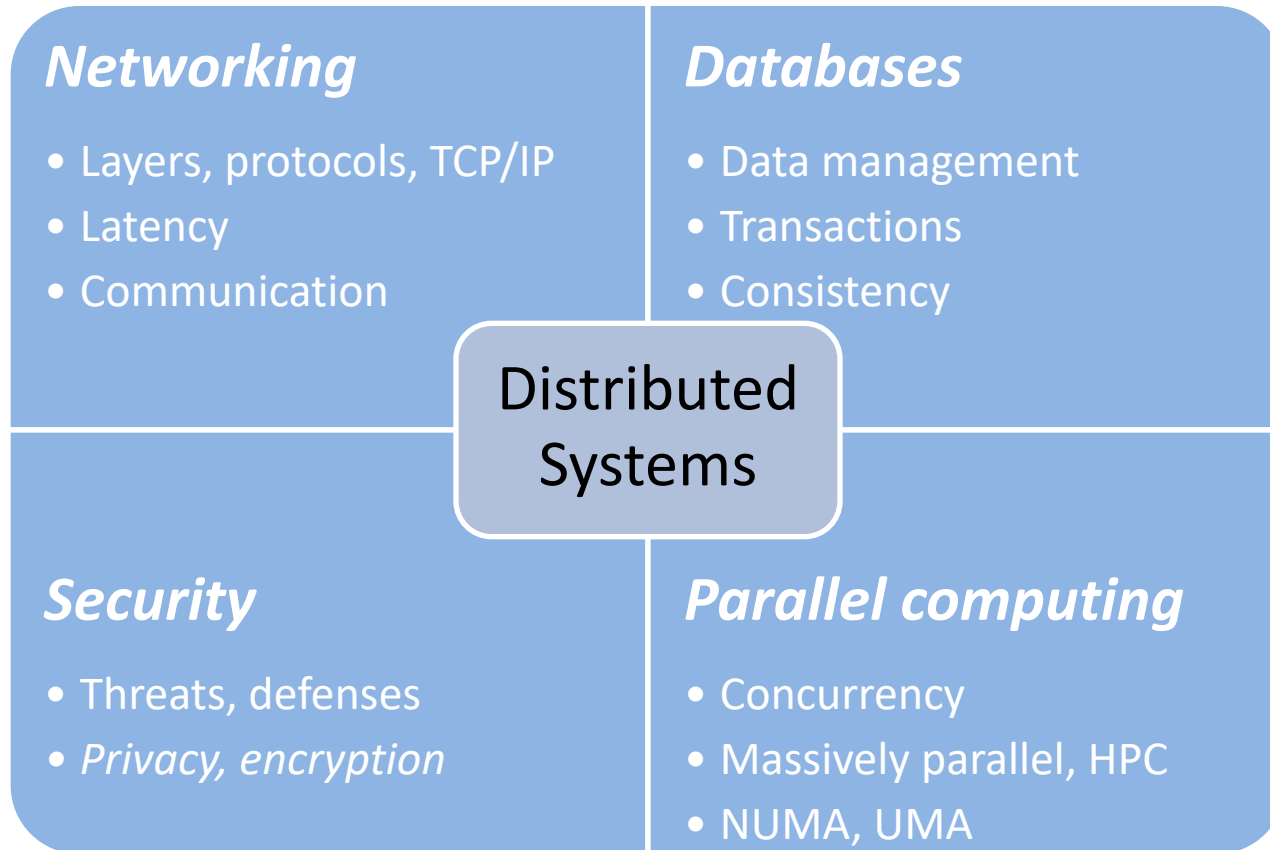 Networking
• Layers, protocols, TCP/IP
• Latency
• Communication
Databases
• Data management
• Transactions
• Consistency
Distributed
Systems
Security
• Threats, defenses
• Privacy, encryption
Parallel computing
• Concurrency
• Massively parallel, HPC
• NUMA, UMA